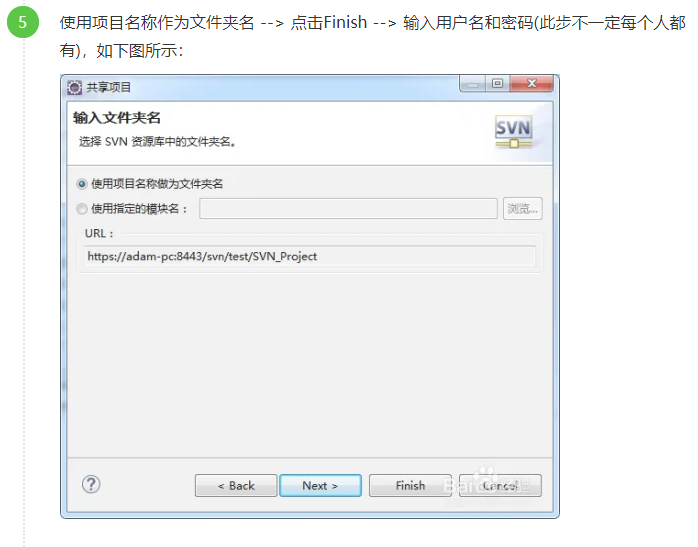 5
使用项目名称作为文件夹名 --> 点击Finish --> 输入用户名和密码(此步不一定每个人都
有)，如下图所示：
共享项目
输入文件夹名
选择 SVN 资源库中的文件夹名。
SVN
使用项目名称做为文件夹名
使用指定的模块名：
浏览...
URL：
https://adam-pc:8443/svn/test/SVN_Project
?
< Back
Next >
Finish
Cancel